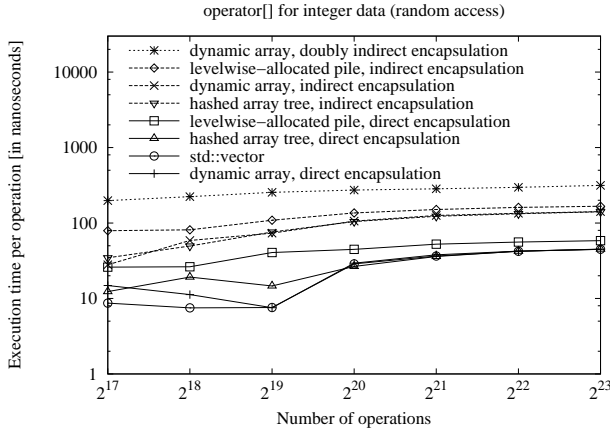 operator[] for integer data (random access)
Execution time per operation [in nanoseconds]
10000
1000
100
10
1
dynamic array, doubly indirect encapsulation
levelwise-allocated pile, indirect encapsulation
dynamic array, indirect encapsulation
hashed array tree, indirect encapsulation
levelwise-allocated pile, direct encapsulation
hashed array tree, direct encapsulation
std::vector
dynamic array, direct encapsulation
2^17 2^18 2^19 2^20 2^21 2^22 2^23
Number of operations